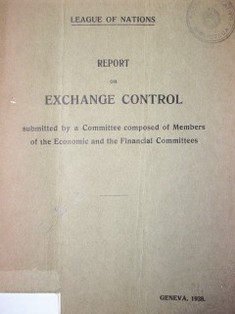 LEAGUE OF NATIONS
REPORT
ON
EXCHANGE CONTROL
submitted by a Committee composed of Members
of the Economic and the Financial Committees
GENEVA, 1938.